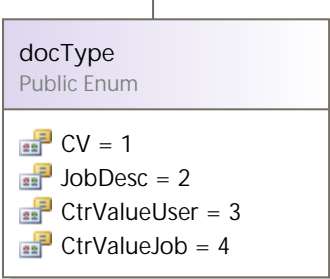 docType
Public Enum
CV = 1
JobDesc = 2
CtrValueUser = 3
CtrValueJob = 4